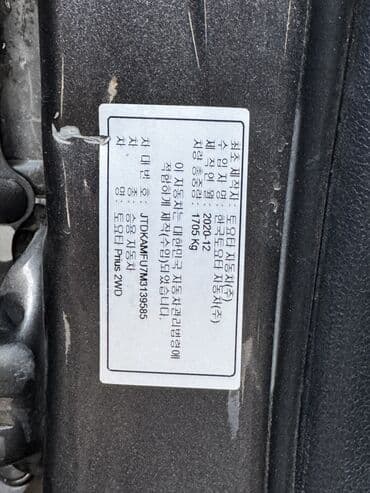 최초 제작사 : 토요타 자동차(주)
수 입 자 명 : 한국토요타 자동차(주)
제 작 연 월 : 2020-12
차량 총중량 : 1705 Kg
이 자동차는 대한민국 자동차관리법령에
적합하게 제작(수입)되었습니다.
차 대 번 호 : JTDKAMFU7M3139585
차 종 : 승용 자동차
차 명 : 토요타 Prius 2WD